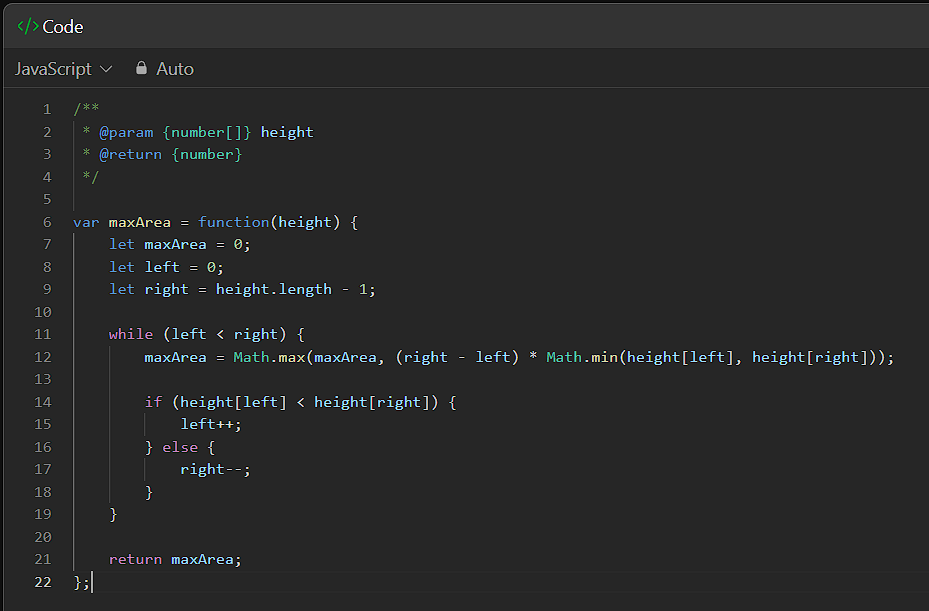 </> Code
JavaScript Auto
1 /**
2  * @param {number[]} height
3  * @return {number}
4  */
5
6 var maxArea = function(height) {
7     let maxArea = 0;
8     let left = 0;
9     let right = height.length - 1;
10
11     while (left < right) {
12         maxArea = Math.max(maxArea, (right - left) * Math.min(height[left], height[right]));
13
14         if (height[left] < height[right]) {
15             left++;
16         } else {
17             right--;
18         }
19     }
20
21     return maxArea;
22 };